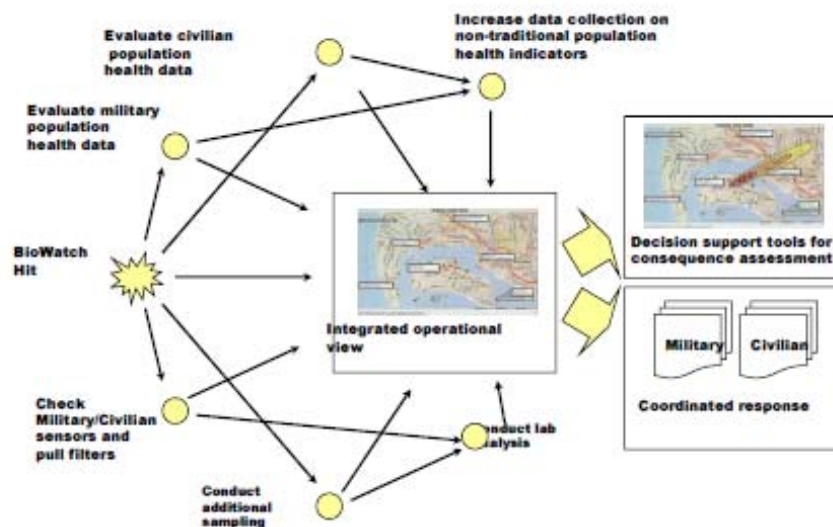 Evaluate civilian
population
health data
Increase data collection on
non-traditional population
health indicators
Evaluate military
population
health data
BioWatch
Hit
Integrated operational
view
Decision support tools for
consequence assessment
Military
Civilian
Coordinated response
Check
Military/Civilian
sensors and
pull filters
lab
Conduct
additional
sampling